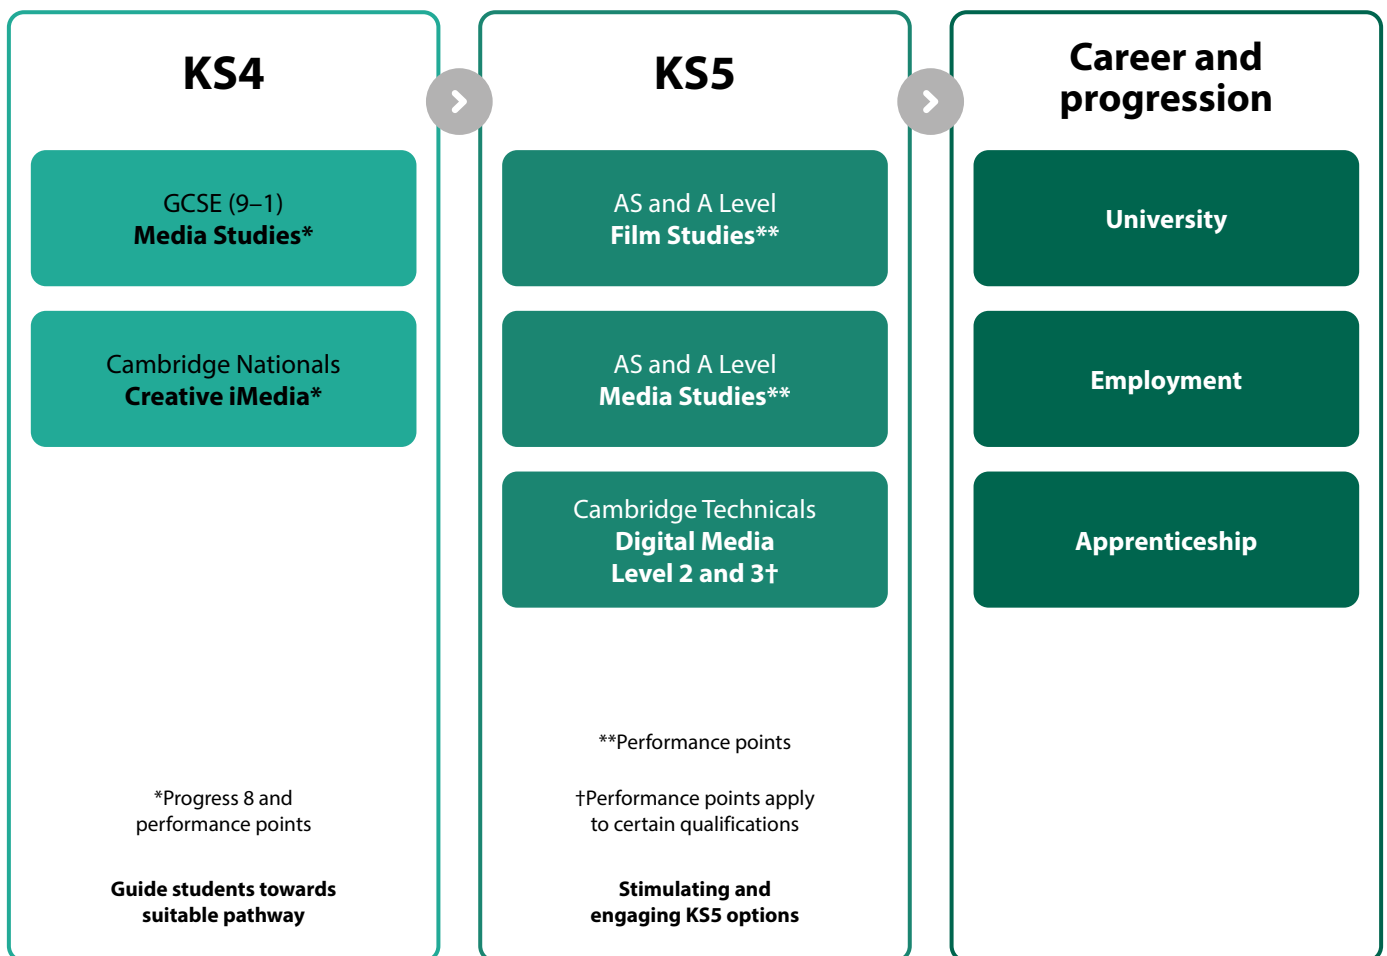 KS4
GCSE (9–1)
Media Studies*
Cambridge Nationals
Creative iMedia*
*Progress 8 and
performance points
Guide students towards
suitable pathway
KS5
AS and A Level
Film Studies**
AS and A Level
Media Studies**
Cambridge Technicals
Digital Media
Level 2 and 3†
**Performance points
†Performance points apply
to certain qualifications
Stimulating and
engaging KS5 options
Career and
progression
University
Employment
Apprenticeship